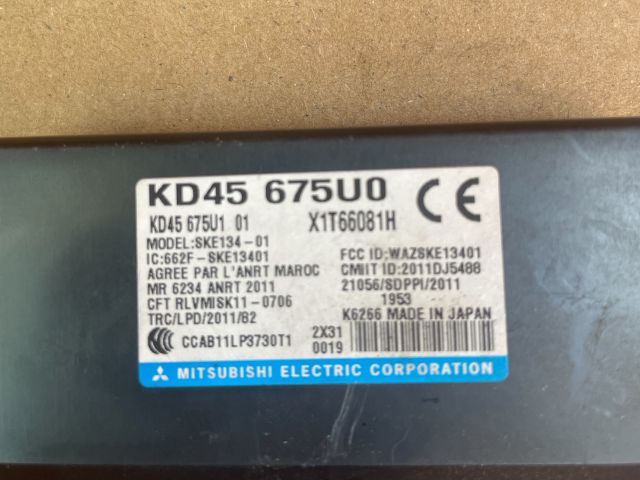 KD45 675U0
KD45 675U1 01 X1T66081H
MODEL:SKE134-01
IC:662F-SKE13401 FCC ID:WAZSKE13401
AGREE PAR L'ANRT MAROC CMIIT ID:2011DJ5488
MR 6234 ANRT 2011 21056/SDPPI/2011
CFT RLVMISK11-0706 1953
TRC/LPD/2011/82 K6266 MADE IN JAPAN
CCAB11LP3730T1 2X31
0019
MITSUBISHI ELECTRIC CORPORATION
CE